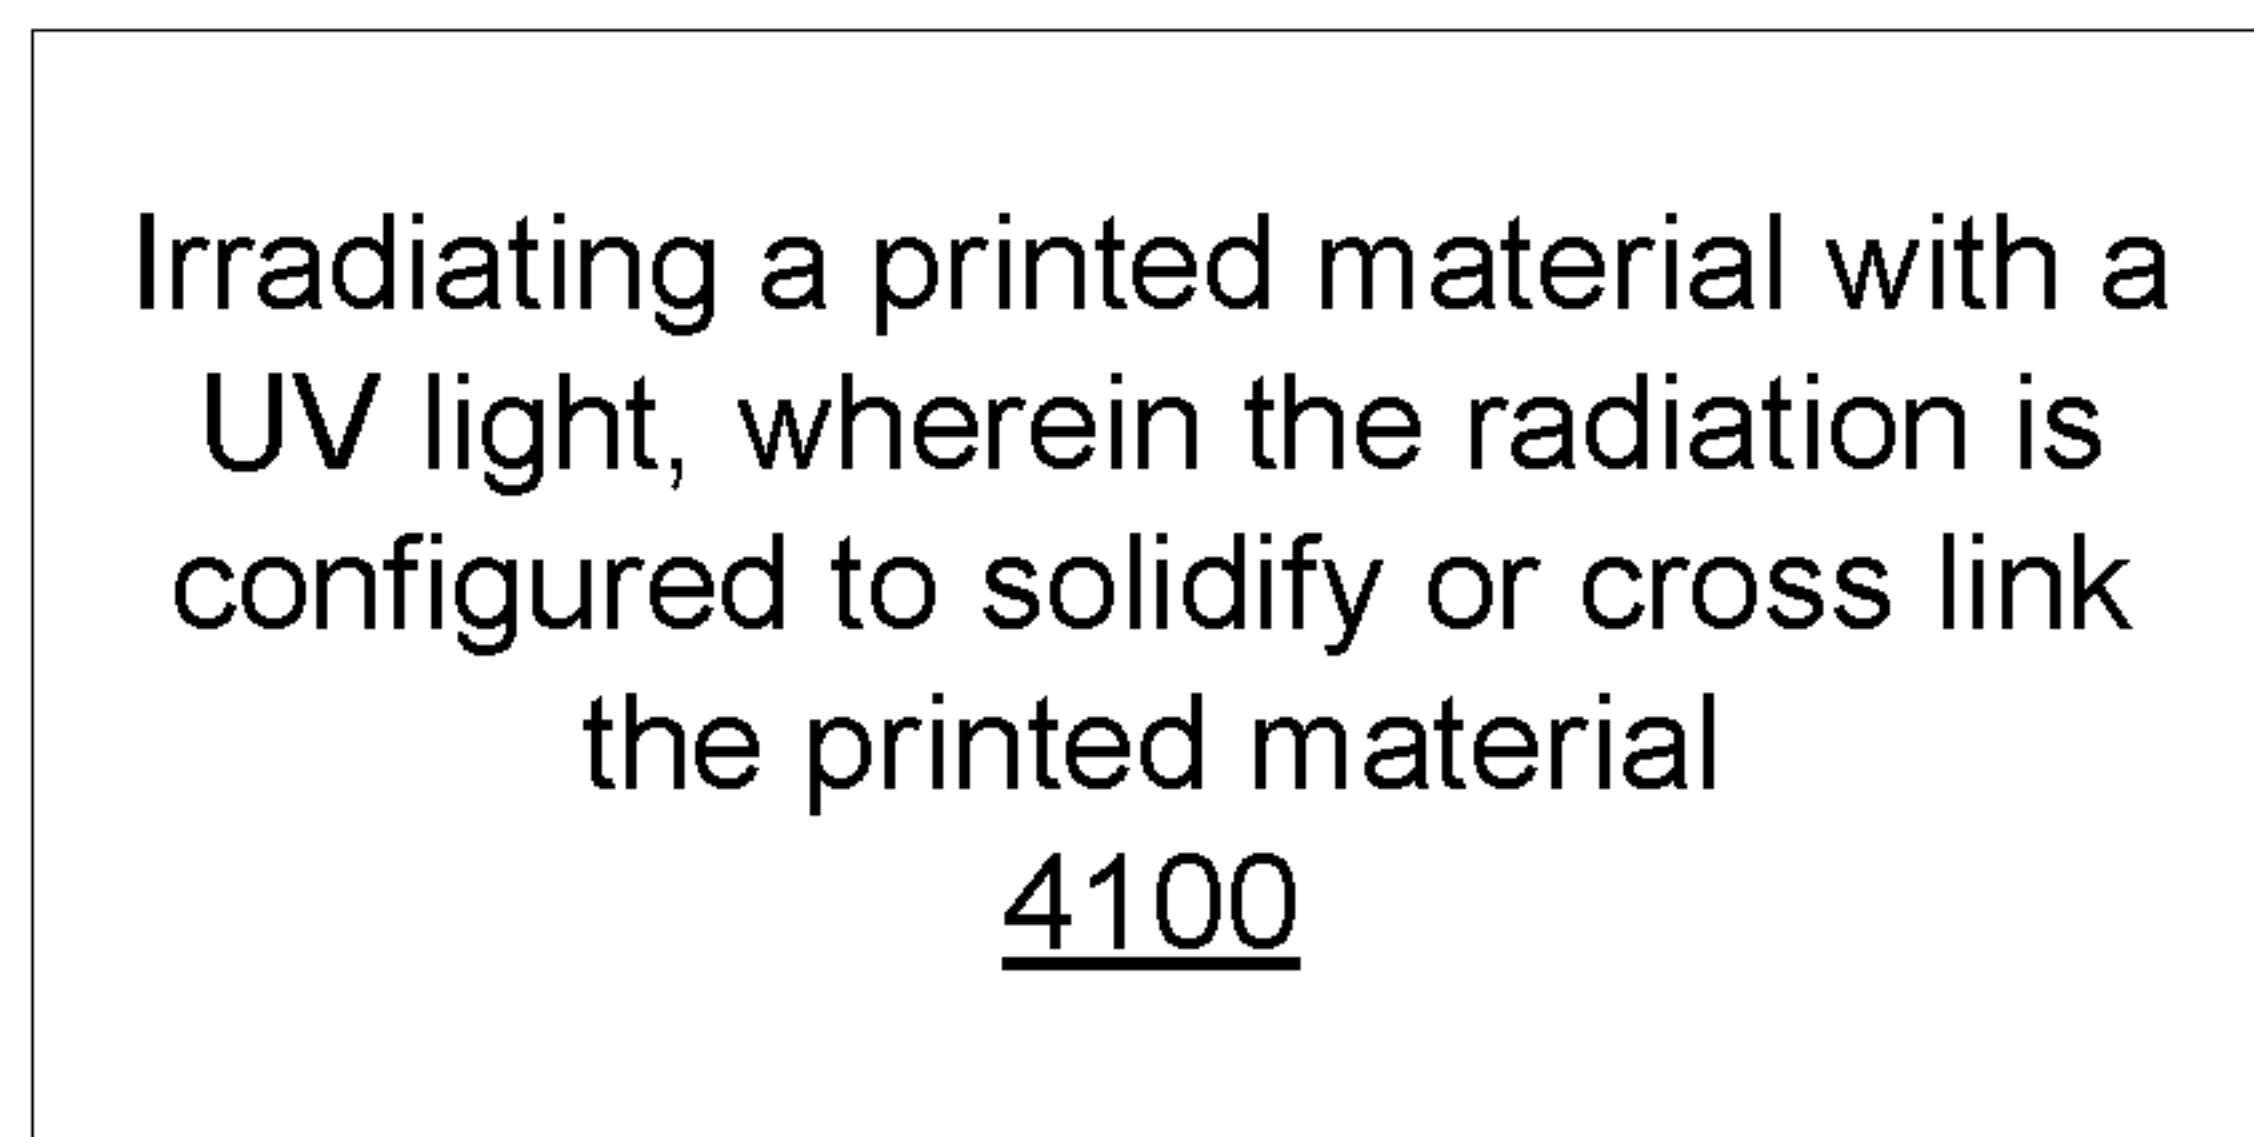 Irradiating a printed material with a
UV light, wherein the radiation is
configured to solidify or cross link
the printed material
4100